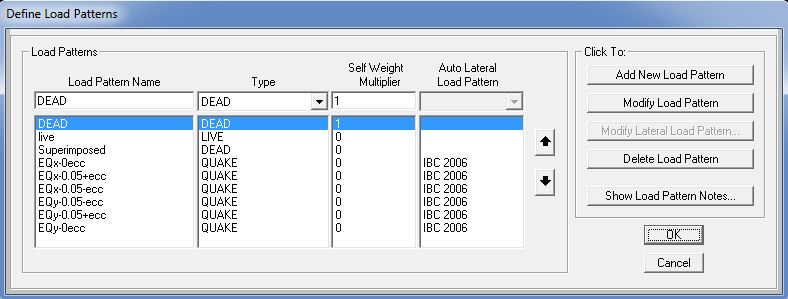 Define Load Patterns
Load Patterns
Click To:
Load Pattern Name Type Self Weight Multiplier Auto Lateral Load Pattern
DEAD DEAD 1
DEAD DEAD 1
live LIVE 0
Superimposed DEAD 0
EQx-0ecc QUAKE 0 IBC 2006
EQx-0.05+ecc QUAKE 0 IBC 2006
EQx-0.05-ecc QUAKE 0 IBC 2006
EQy-0.05-ecc QUAKE 0 IBC 2006
EQy-0.05+ecc QUAKE 0 IBC 2006
EQy-0ecc QUAKE 0 IBC 2006
Add New Load Pattern
Modify Load Pattern
Modify Lateral Load Pattern...
Delete Load Pattern
Show Load Pattern Notes...
OK
Cancel